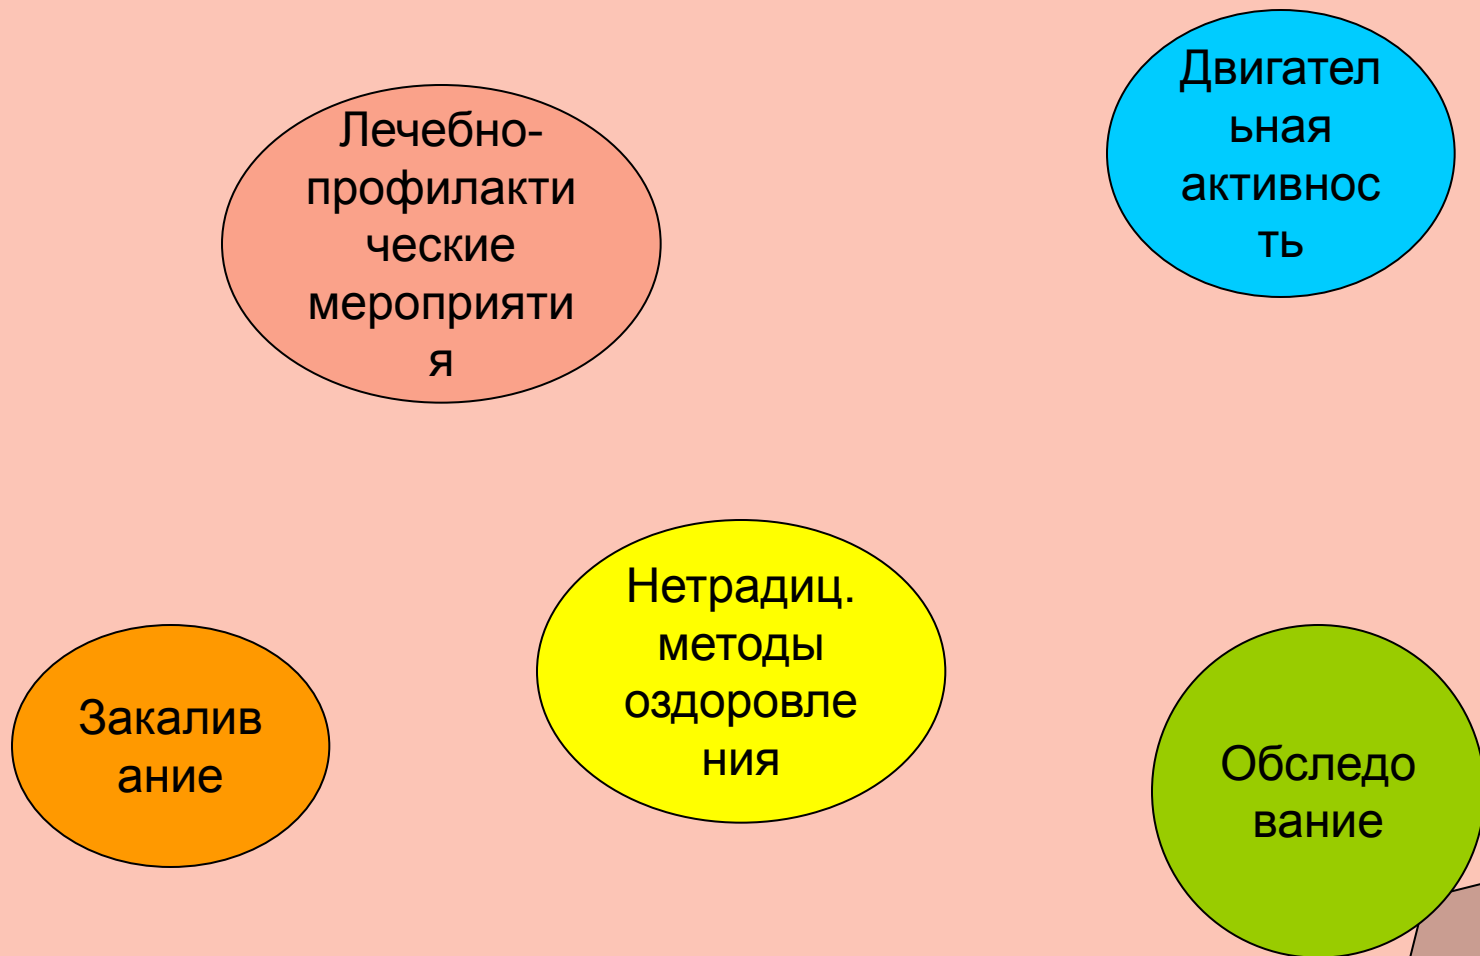 Лечебно-
профилакти
ческие
мероприяти
я
Двигател
ьная
активнос
ть
Нетрадиц.
методы
оздоровле
ния
Закалив
ание
Обследо
вание